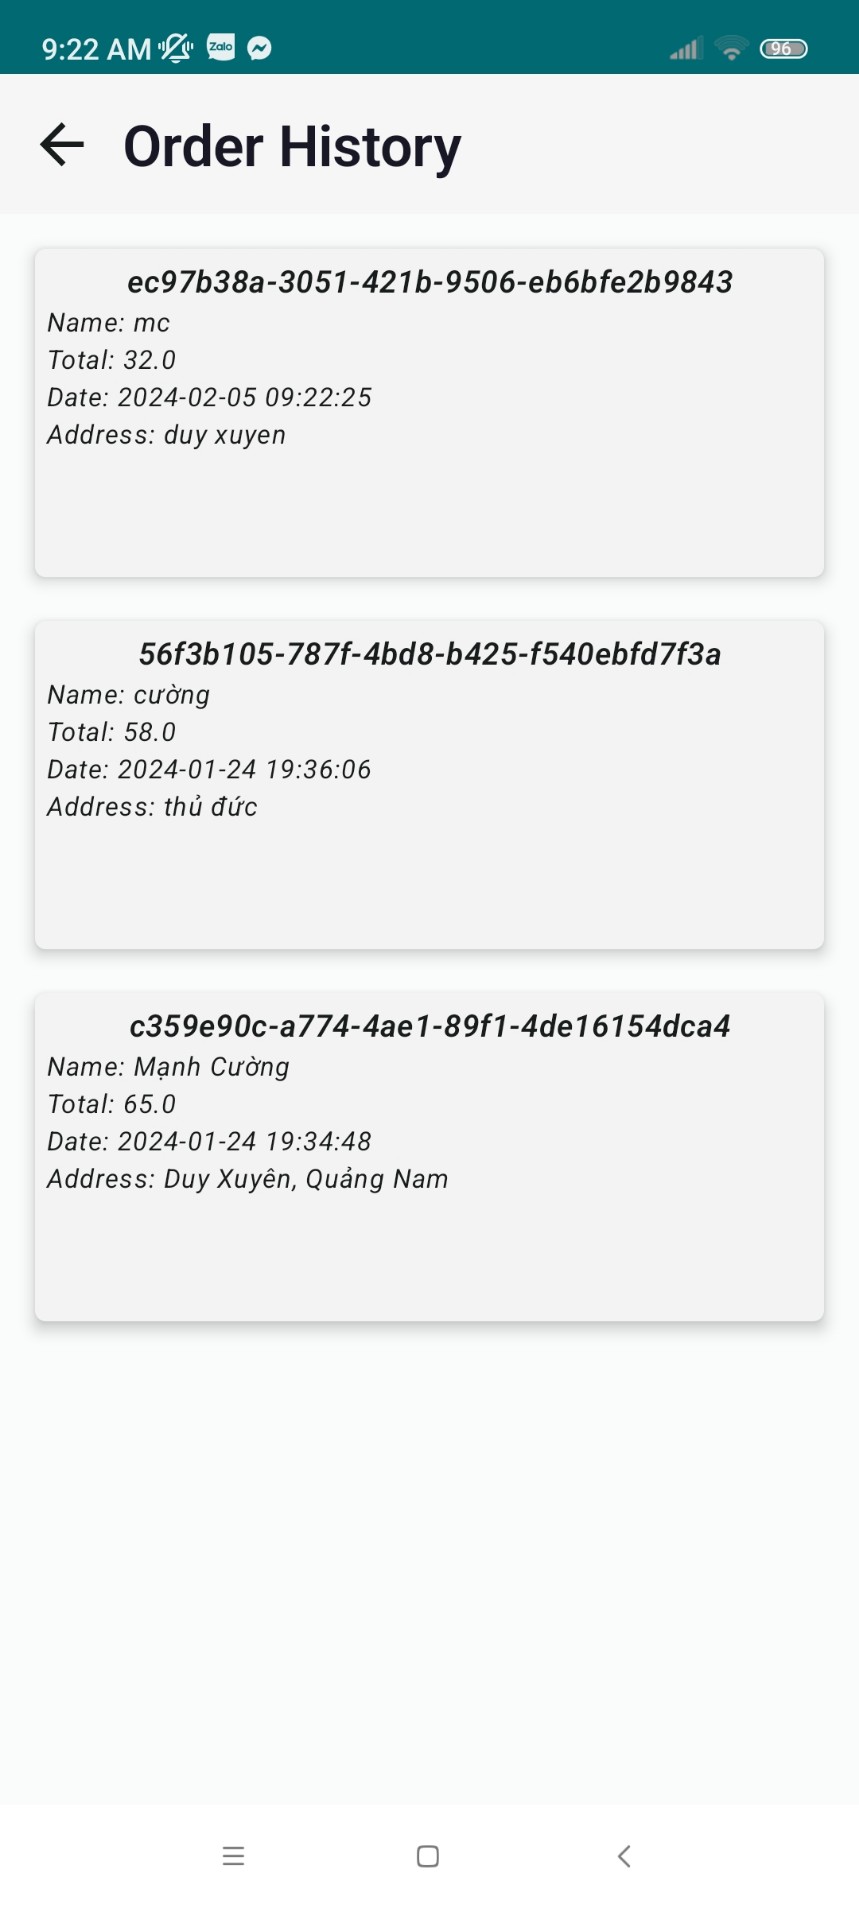 9:22 AM Zalo 96
Order History
ec97b38a-3051-421b-9506-eb6bfe2b9843
Name: mc
Total: 32.0
Date: 2024-02-05 09:22:25
Address: duy xuyen
56f3b105-787f-4bd8-b425-f540ebfd7f3a
Name: cường
Total: 58.0
Date: 2024-01-24 19:36:06
Address: thủ đức
c359e90c-a774-4ae1-89f1-4de16154dca4
Name: Mạnh Cường
Total: 65.0
Date: 2024-01-24 19:34:48
Address: Duy Xuyên, Quảng Nam